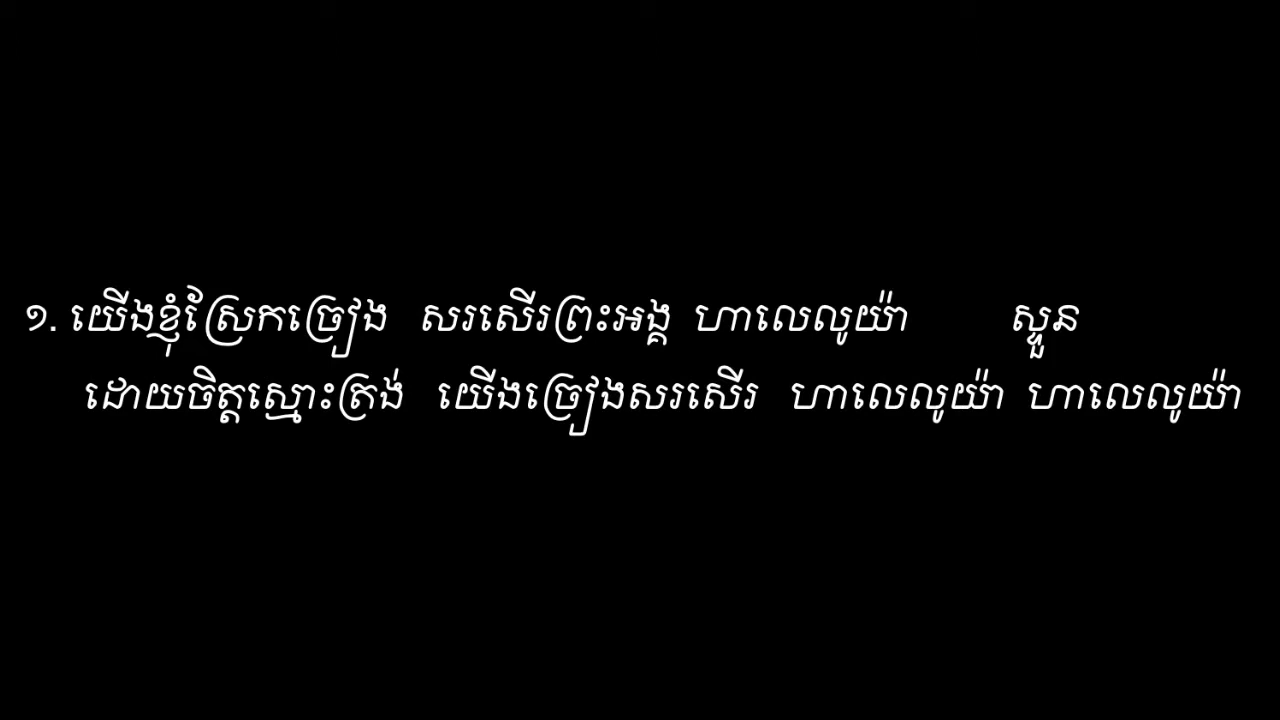 ១. យើងខ្ញុំស្រែកច្រៀង សរសើរព្រះអង្គ ហាលេលូយ៉ា ស្ទួន
ដោយចិត្តស្មោះត្រង់ យើងច្រៀងសរសើរ ហាលេលូយ៉ា ហាលេលូយ៉ា